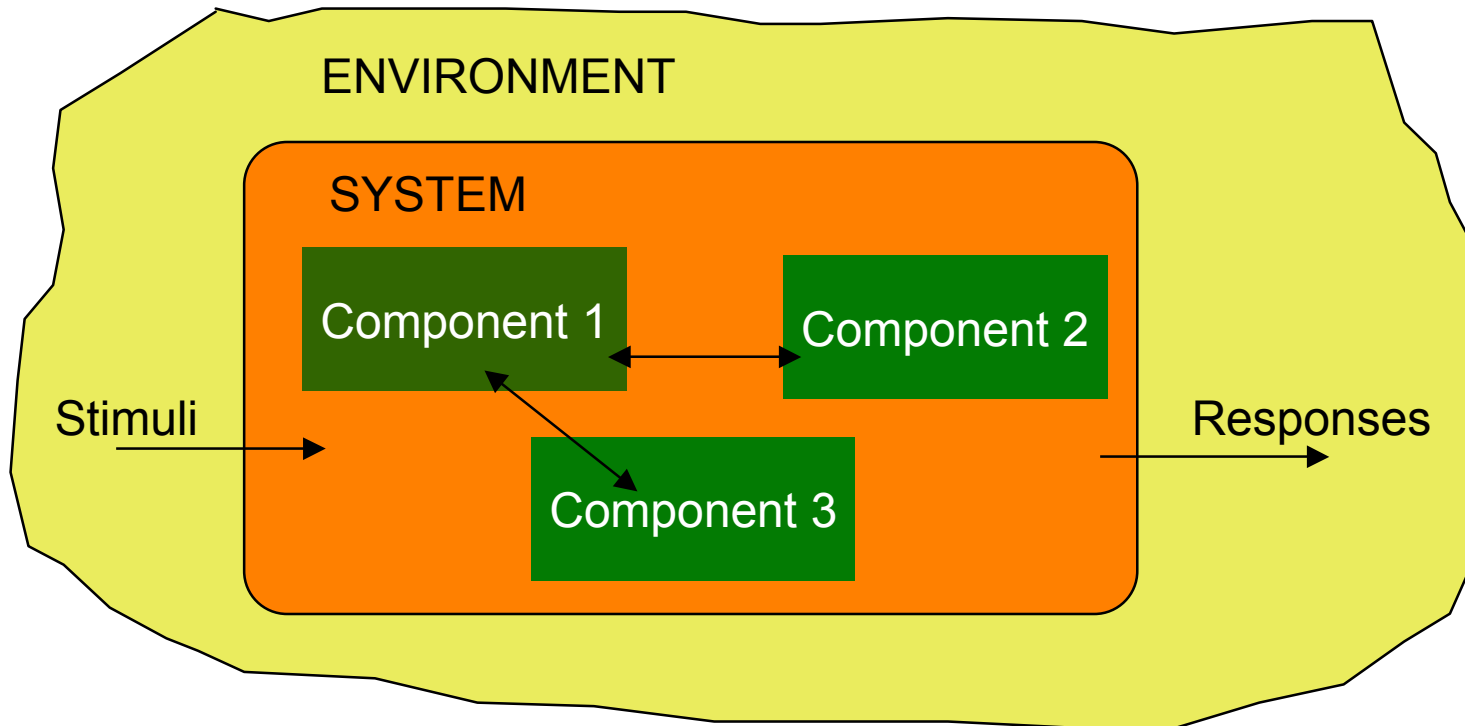 ENVIRONMENT
SYSTEM
Component 1
Component 2
Stimuli
Responses
Component 3